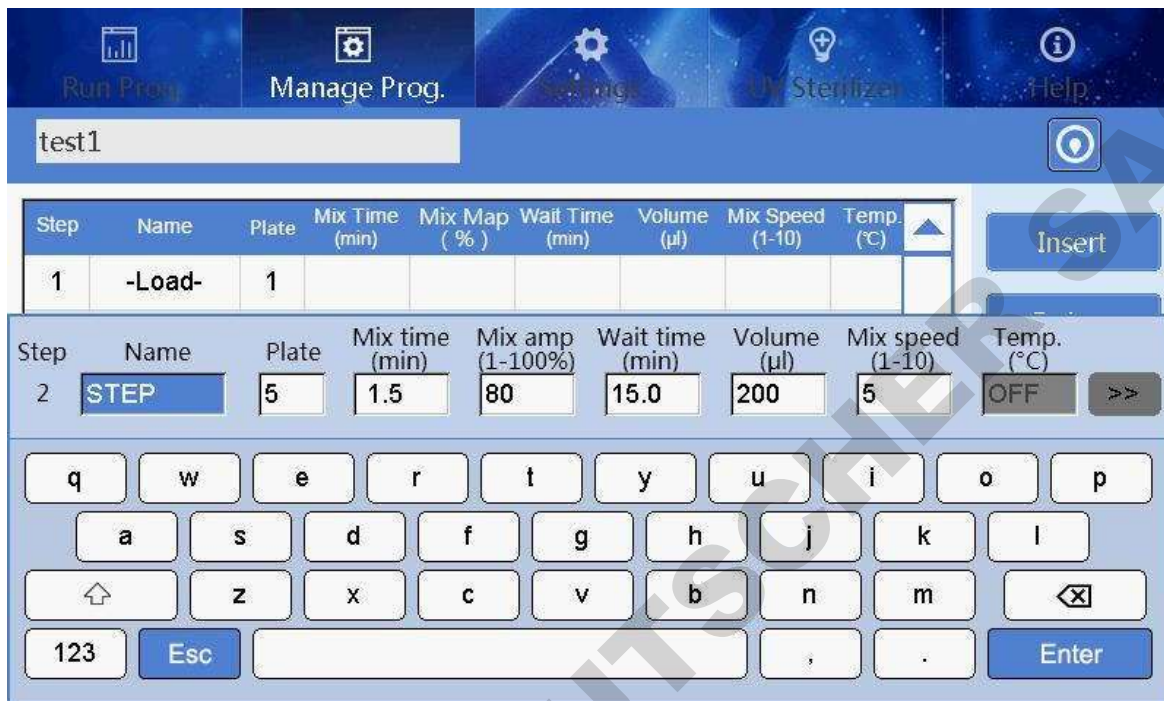 Run Prog.
Manage Prog.
Settings
UV Sterilizer
Help
test1
Step Name Plate Mix Time (min) Mix Map ( % ) Wait Time (min) Volume (µl) Mix Speed (1-10) Temp. (℃)
Insert
1 -Load- 1
Step Name Plate Mix time (min) Mix amp (1-100%) Wait time (min) Volume (µl) Mix speed (1-10) Temp. (°C)
2 STEP 5 1.5 80 15.0 200 5 OFF >>
q w e r t y u i o p
a s d f g h j k l
z x c v b n m
123 Esc , . Enter